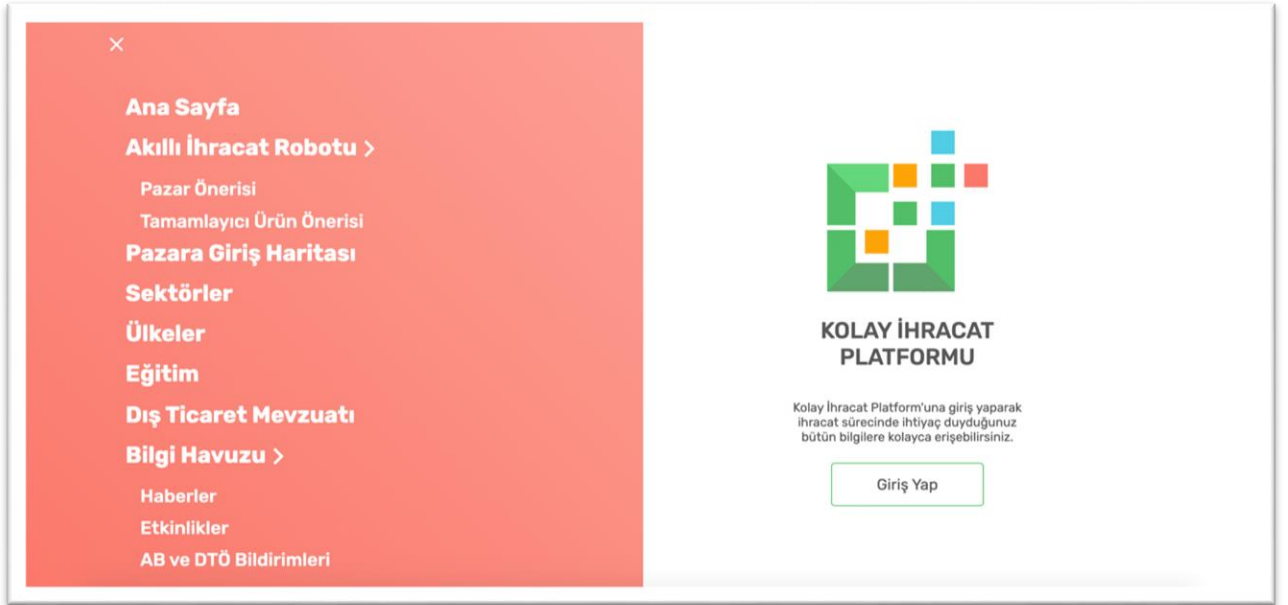 Ana Sayfa
Akıllı İhracat Robotu >
Pazar Önerisi
Tamamlayıcı Ürün Önerisi
Pazara Giriş Haritası
Sektörler
Ülkeler
Eğitim
Dış Ticaret Mevzuatı
Bilgi Havuzu >
Haberler
Etkinlikler
AB ve DTÖ Bildirimleri
KOLAY İHRACAT
PLATFORMU
Kolay İhracat Platform'una giriş yaparak
ihracat sürecinde ihtiyaç duyduğunuz
bütün bilgilere kolayca erişebilirsiniz.
Giriş Yap